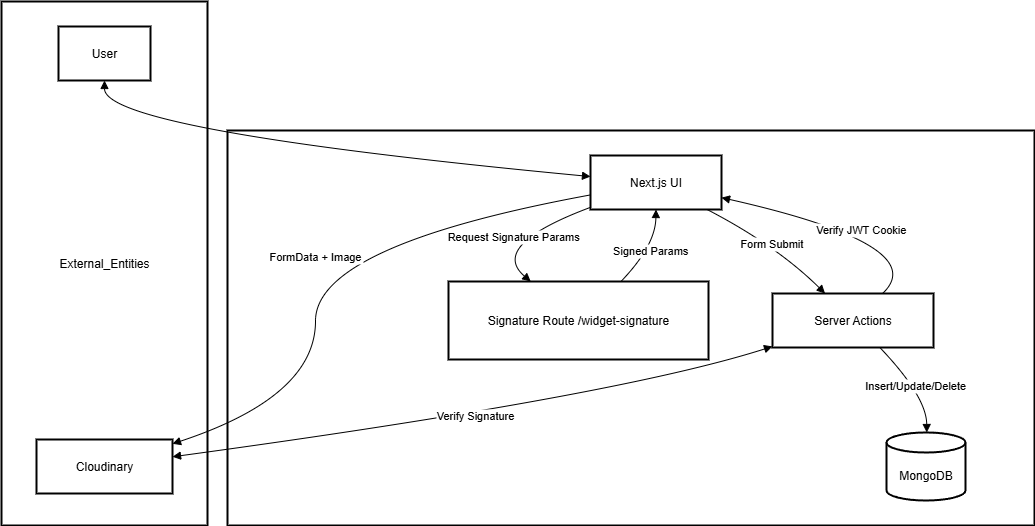 User
Next.js UI
Verify JWT Cookie
Request Signature Params
Form Submit
Signed Params
FormData + Image
External_Entities
Signature Route /widget-signature
Server Actions
Insert/Update/Delete
Verify Signature
Cloudinary
MongoDB